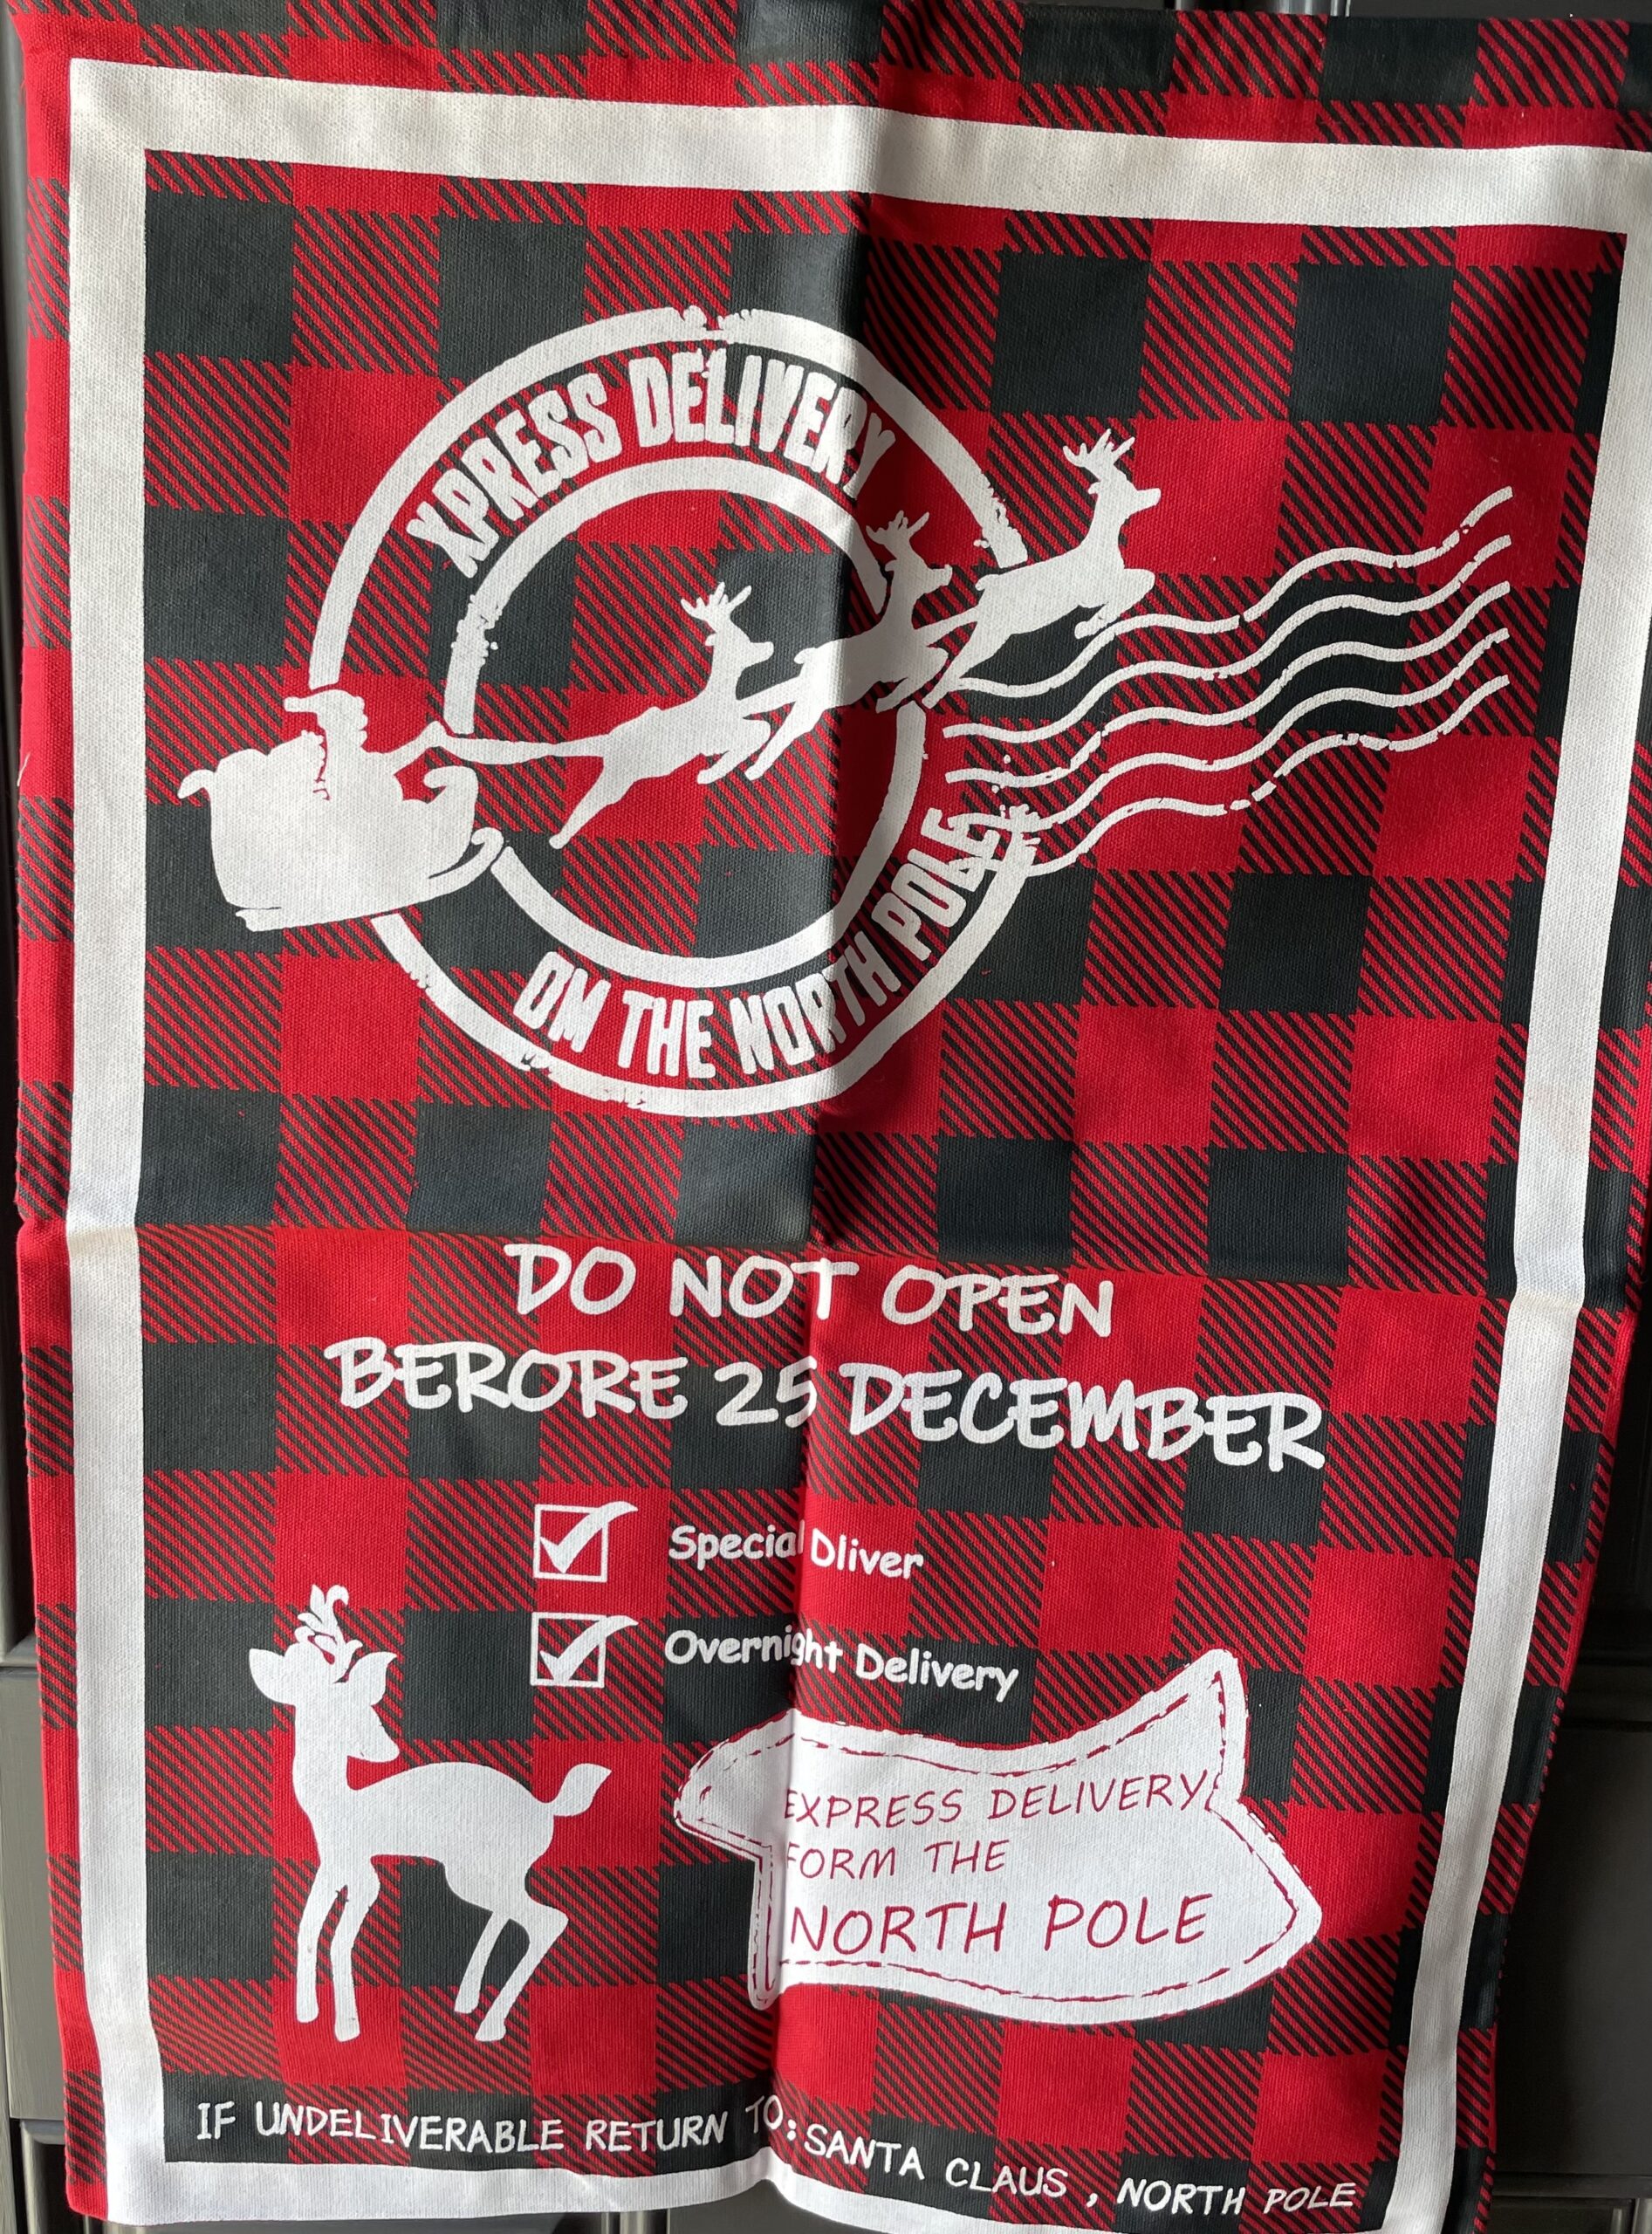 XPRESS DELIVERY
OM THE NORTH POLE
DO NOT OPEN
BERORE 25 DECEMBER
Special Dliver
Overnight Delivery
EXPRESS DELIVERY
FORM THE
NORTH POLE
IF UNDELIVERABLE RETURN TO: SANTA CLAUS , NORTH POLE